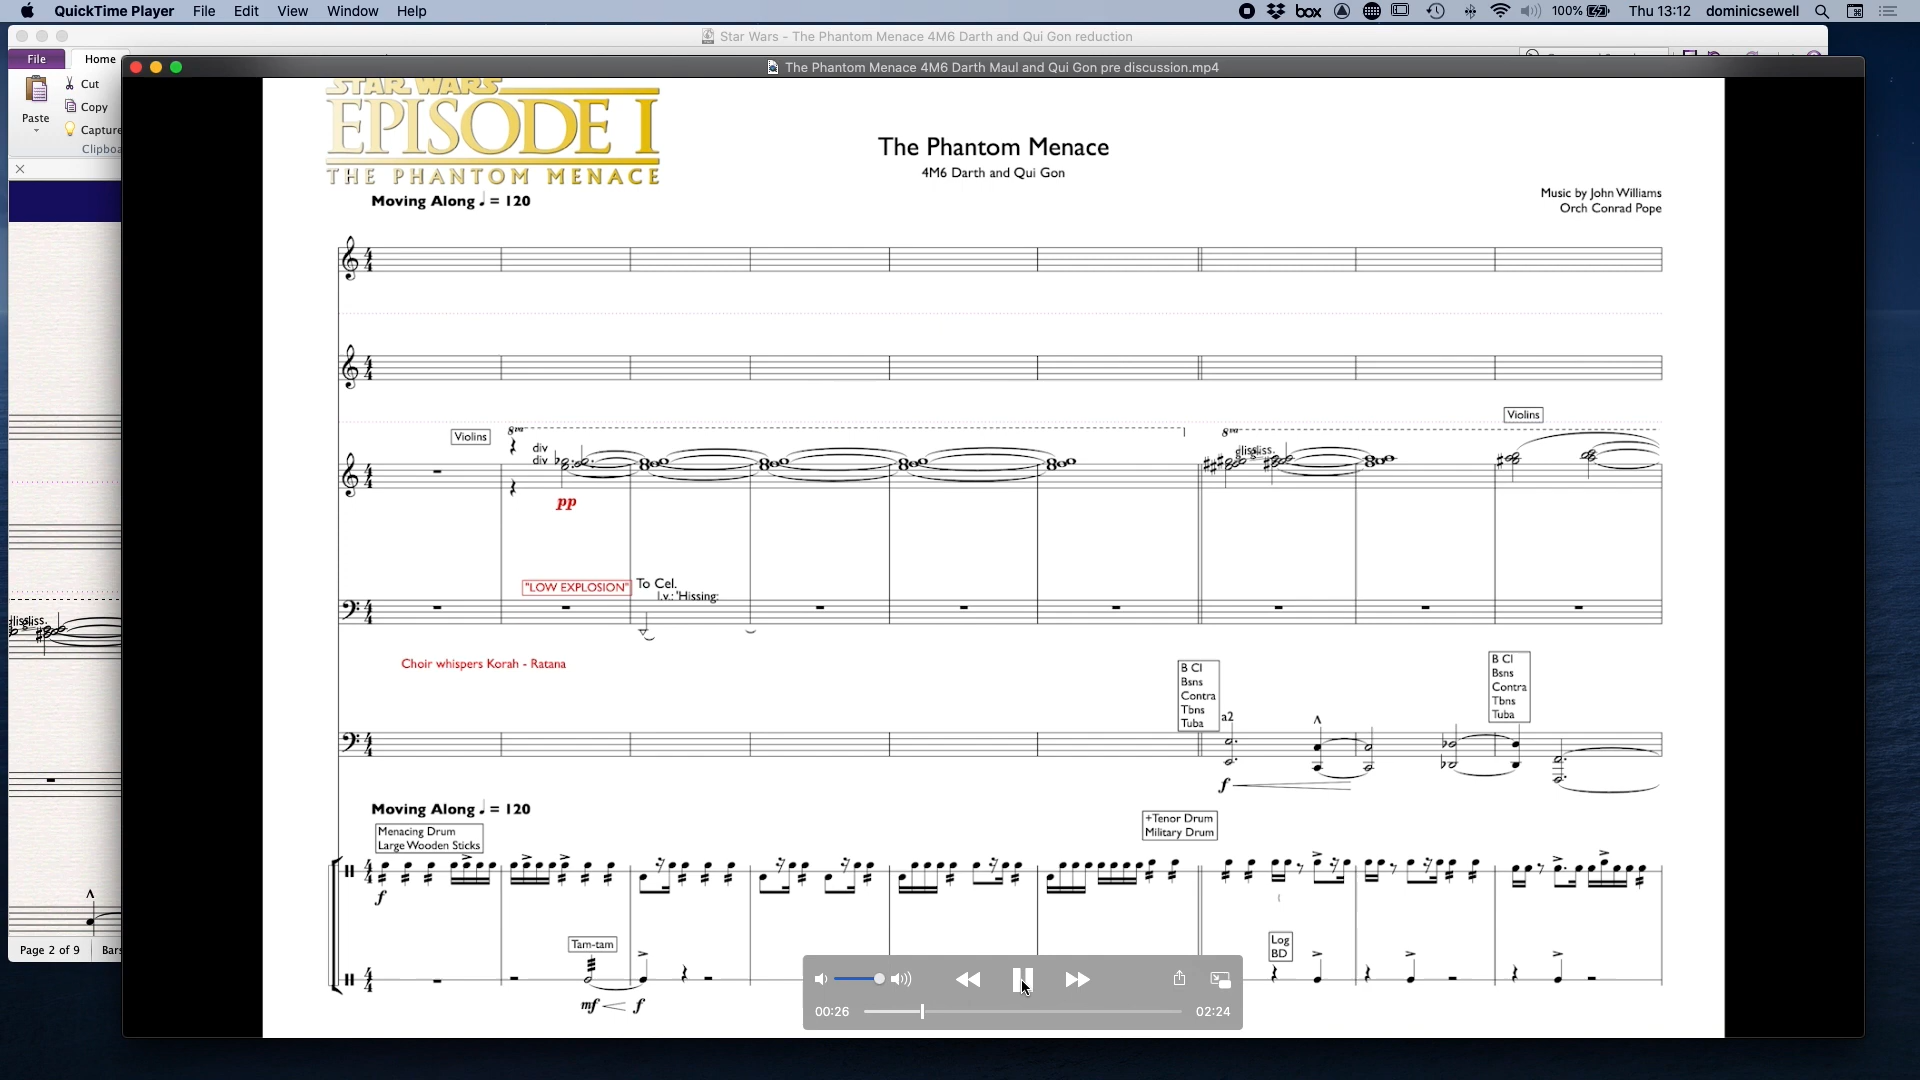 QuickTime Player File Edit View Window Help
box 100% Thu 13:12 dominicsewell
Star Wars - The Phantom Menace 4M6 Darth and Qui Gon reduction
File Home
The Phantom Menace 4M6 Darth Maul and Qui Gon pre discussion.mp4
Cut
Copy
Paste
Capture
Clipboa
STAR WARS
EPISODE I
THE PHANTOM MENACE
The Phantom Menace
4M6 Darth and Qui Gon
Music by John Williams
Orch Conrad Pope
Moving Along ♩ = 120
Violins
8va
div
div
pp
8va
gliss
gliss.
Violins
"LOW EXPLOSION"
To Cel.
l.v.: 'Hissing:
Choir whispers Korah - Ratana
B Cl
Bsns
Contra
Tbns
Tuba
a2
f
B Cl
Bsns
Contra
Tbns
Tuba
Moving Along ♩ = 120
Menacing Drum
Large Wooden Sticks
f
+Tenor Drum
Military Drum
Tam-tam
mf f
Log
BD
Page 2 of 9 Bars
00:26 02:24